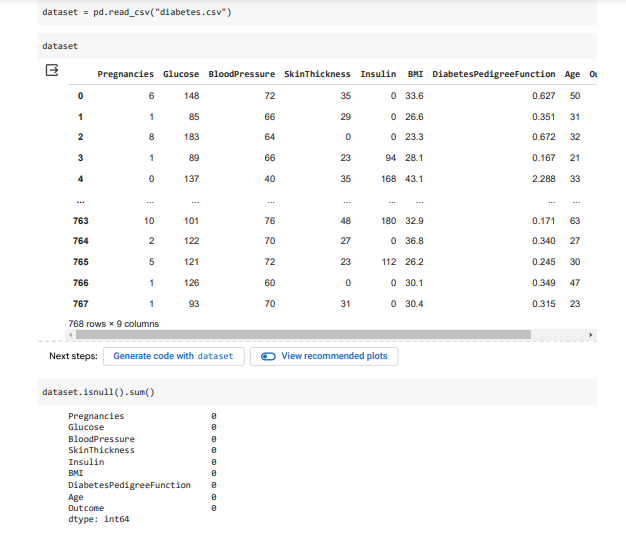 dataset = pd.read_csv("diabetes.csv")
dataset
Pregnancies Glucose BloodPressure SkinThickness Insulin BMI DiabetesPedigreeFunction Age Ou
0 6 148 72 35 0 33.6 0.627 50
1 1 85 66 29 0 26.6 0.351 31
2 8 183 64 0 0 23.3 0.672 32
3 1 89 66 23 94 28.1 0.167 21
4 0 137 40 35 168 43.1 2.288 33
... ... ... ... ... ... ... ... ...
763 10 101 76 48 180 32.9 0.171 63
764 2 122 70 27 0 36.8 0.340 27
765 5 121 72 23 112 26.2 0.245 30
766 1 126 60 0 0 30.1 0.349 47
767 1 93 70 31 0 30.4 0.315 23
768 rows × 9 columns
Next steps: Generate code with dataset View recommended plots
dataset.isnull().sum()
Pregnancies 0
Glucose 0
BloodPressure 0
SkinThickness 0
Insulin 0
BMI 0
DiabetesPedigreeFunction 0
Age 0
Outcome 0
dtype: int64